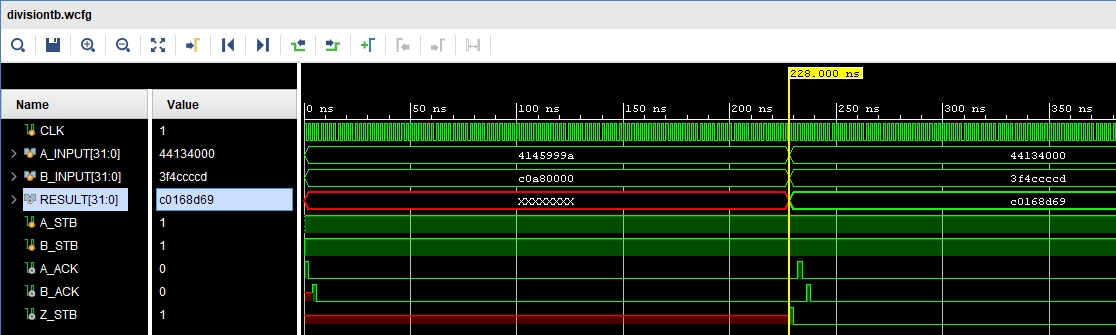 divisiontb.wcfg
228.000 ns
0 ns 50 ns 100 ns 150 ns 200 ns 250 ns 300 ns 350 ns
Name Value
CLK 1
A_INPUT[31:0] 44134000 4145999a 44134000
B_INPUT[31:0] 3f4ccccd c0a80000 3f4ccccd
RESULT[31:0] c0168d69 XXXXXXXX c0168d69
A_STB 1
B_STB 1
A_ACK 0
B_ACK 0
Z_STB 1